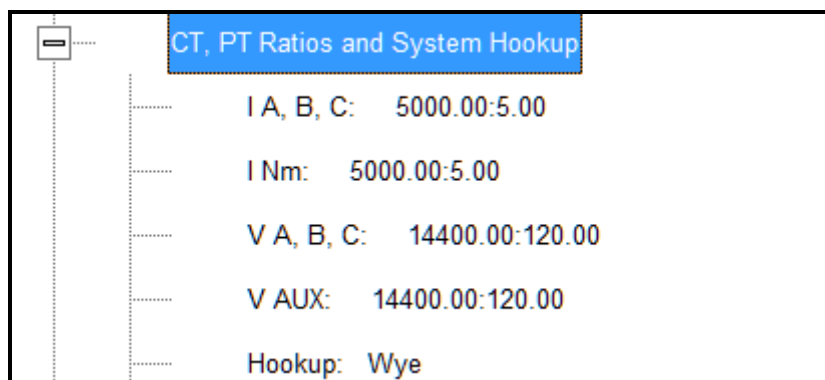 CT, PT Ratios and System Hookup
I A, B, C: 5000.00:5.00
I Nm: 5000.00:5.00
V A, B, C: 14400.00:120.00
V AUX: 14400.00:120.00
Hookup: Wye